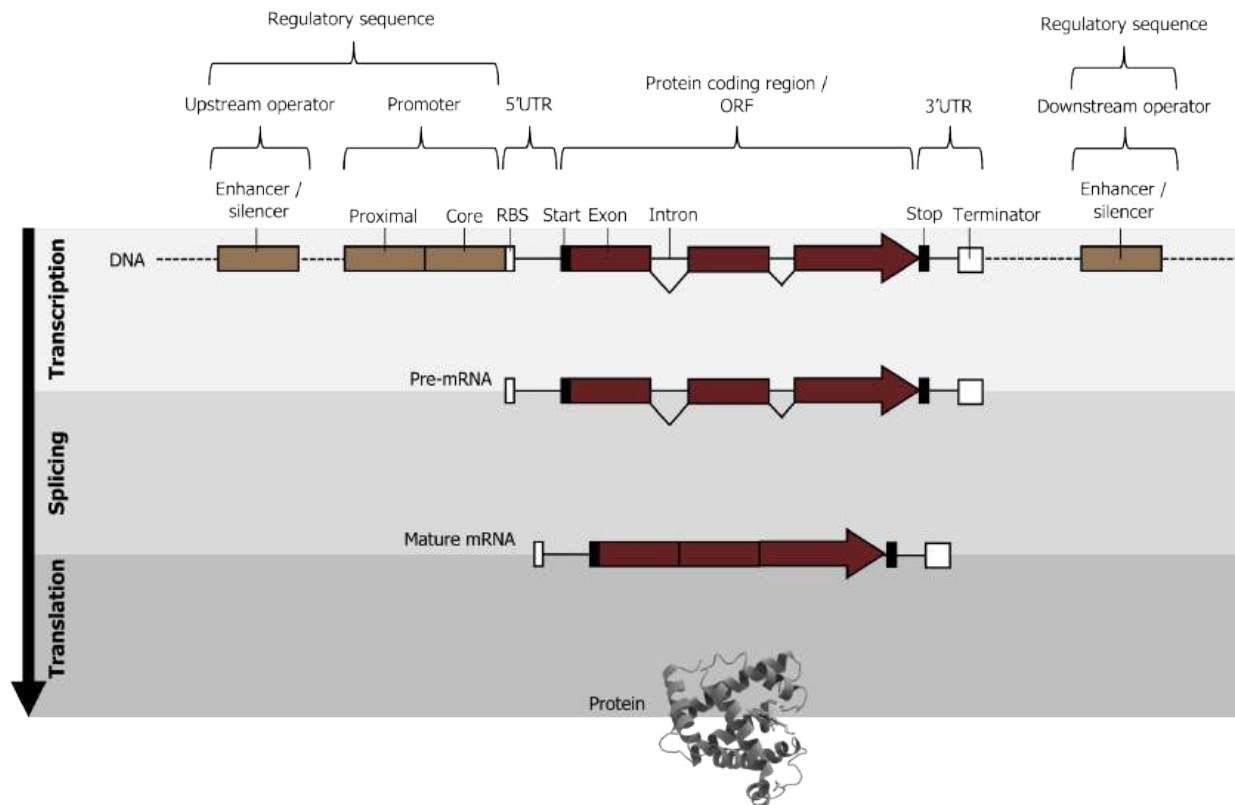 Regulatory sequence
Regulatory sequence
Upstream operator
Promoter
5'UTR
Protein coding region /
ORF
3'UTR
Downstream operator
Enhancer /
silencer
Proximal
Core
RBS
Start
Exon
Intron
Stop
Terminator
Enhancer /
silencer
DNA
Transcription
Pre-mRNA
Splicing
Mature mRNA
Translation
Protein